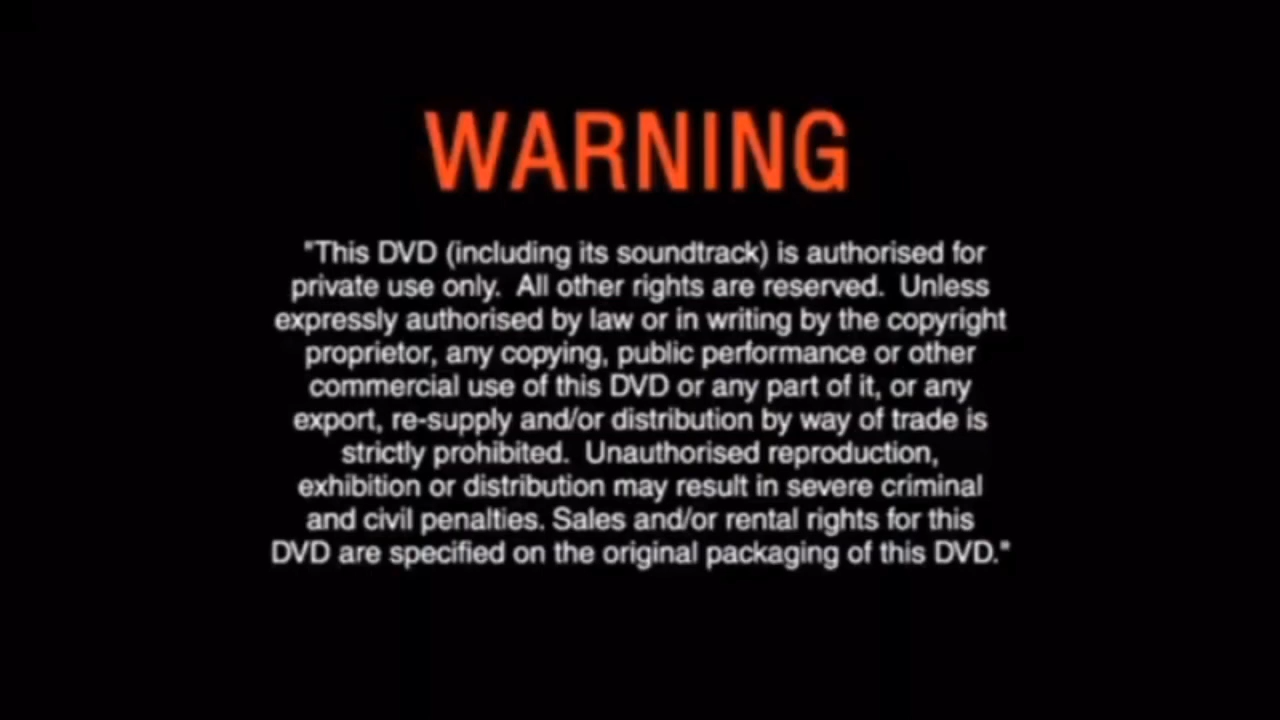 WARNING
"This DVD (including its soundtrack) is authorised for
private use only.  All other rights are reserved.  Unless
expressly authorised by law or in writing by the copyright
proprietor, any copying, public performance or other
commercial use of this DVD or any part of it, or any
export, re-supply and/or distribution by way of trade is
strictly prohibited.  Unauthorised reproduction,
exhibition or distribution may result in severe criminal
and civil penalties. Sales and/or rental rights for this
DVD are specified on the original packaging of this DVD."